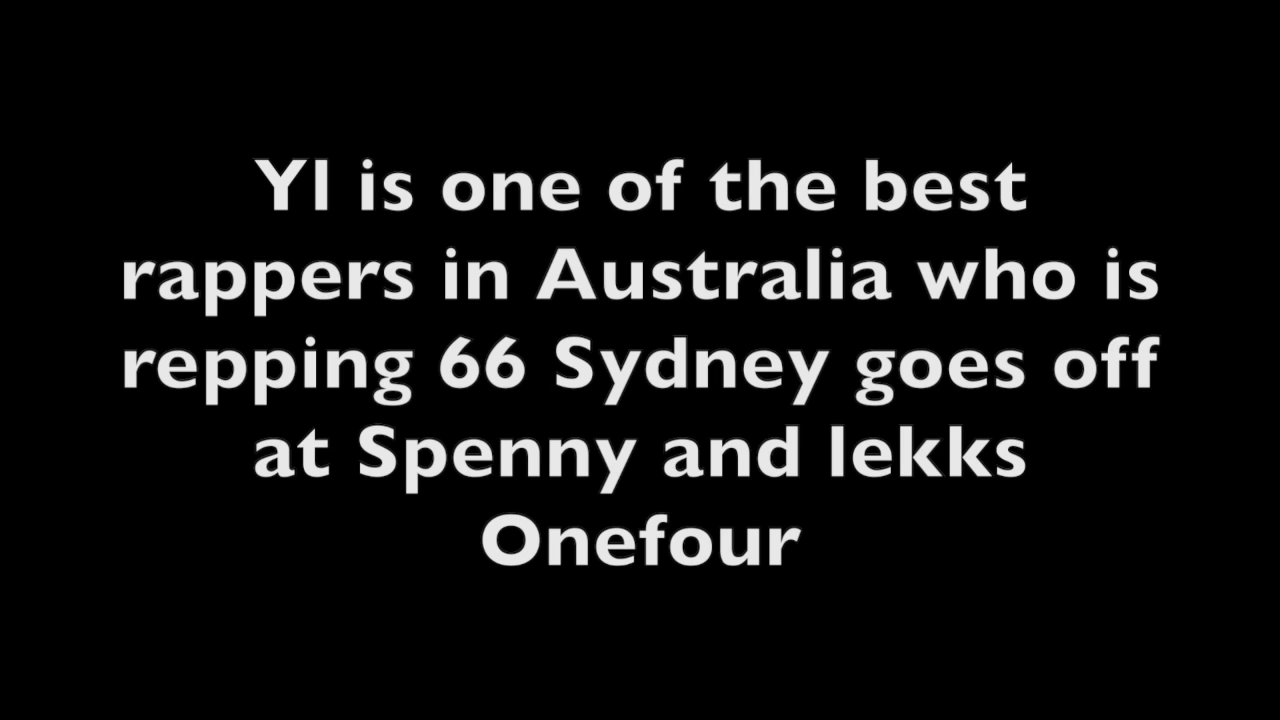 YI is one of the best
rappers in Australia who is
repping 66 Sydney goes off
at Spenny and lekks
Onefour